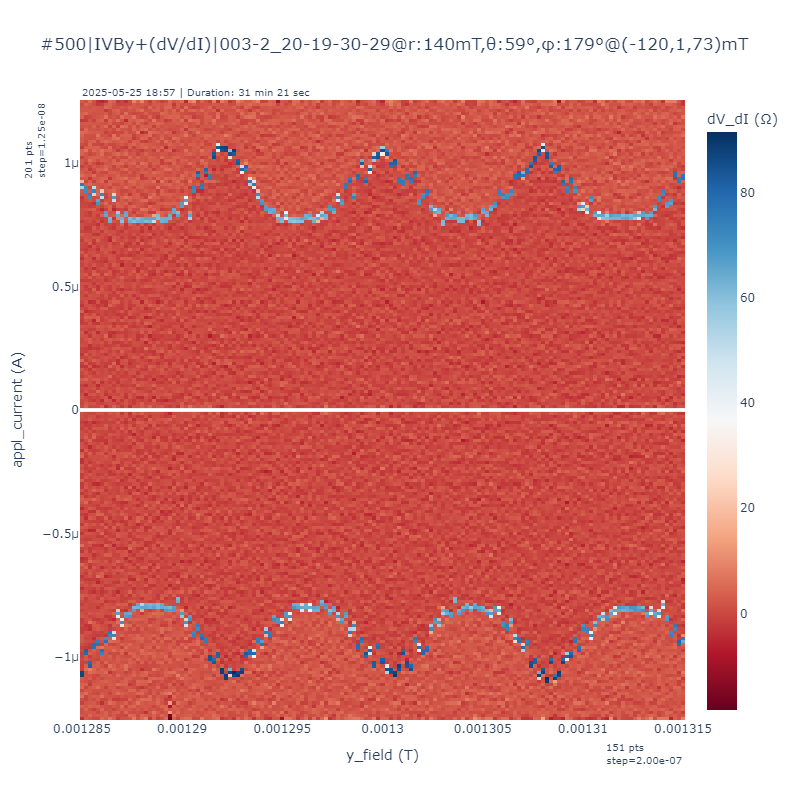 #500|IVBy+(dV/dI)|003-2_20-19-30-29@r:140mT,θ:59º,φ:179º@(-120,1,73)mT
2025-05-25 18:57 | Duration: 31 min 21 sec
201 pts
step=1.25e-08
dV_dI (Ω)
80
60
40
20
0
1μ
0.5μ
0
−0.5μ
−1μ
appl_current (A)
0.001285
0.00129
0.001295
0.0013
0.001305
0.00131
0.001315
y_field (T)
151 pts
step=2.00e-07